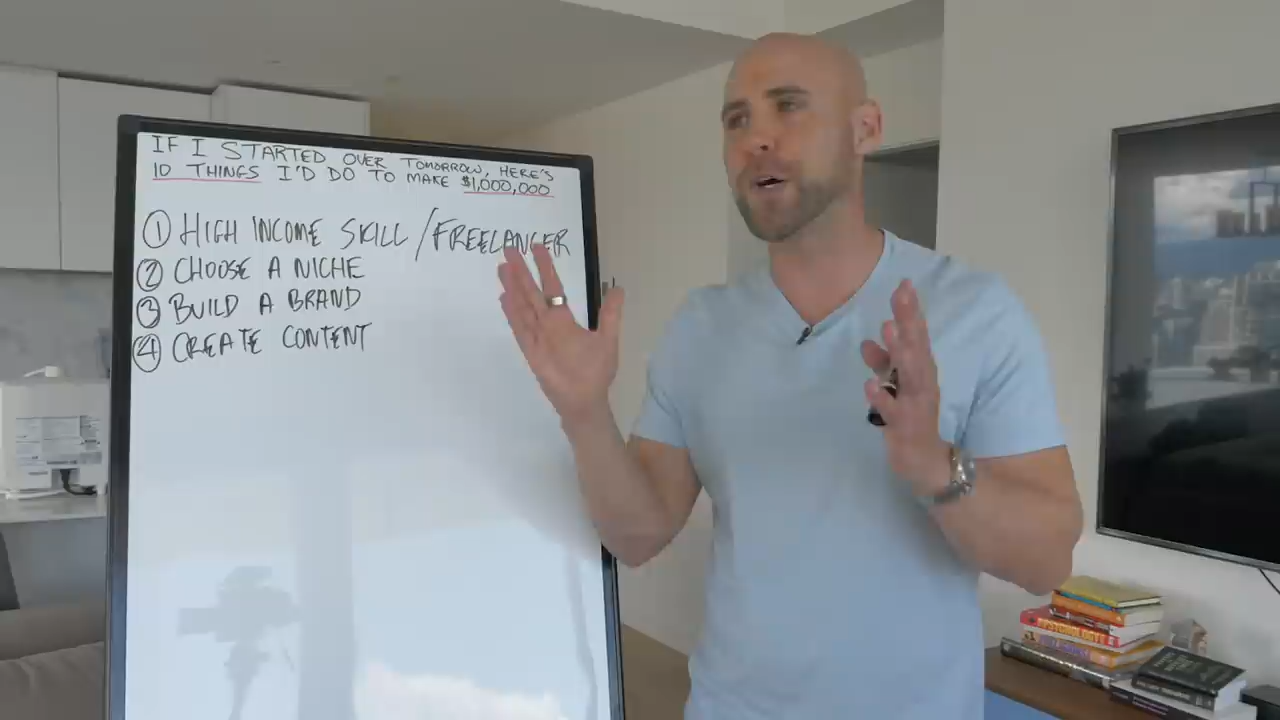 IF I STARTED OVER TOMORROW, HERE'S
10 THINGS I'D DO TO MAKE $1,000,000
① HIGH INCOME SKILL/FREELANCER
② CHOOSE A NICHE
③ BUILD A BRAND
④ CREATE CONTENT